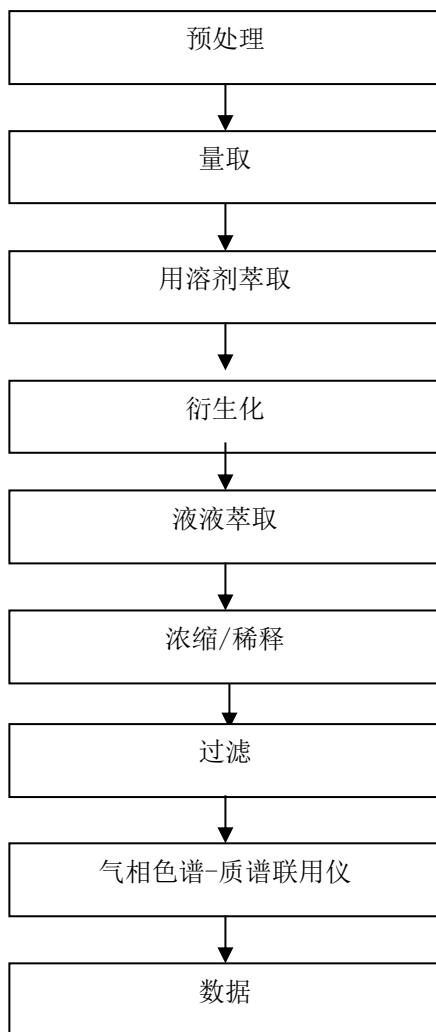 预处理
量取
用溶剂萃取
衍生化
液液萃取
浓缩/稀释
过滤
气相色谱-质谱联用仪
数据